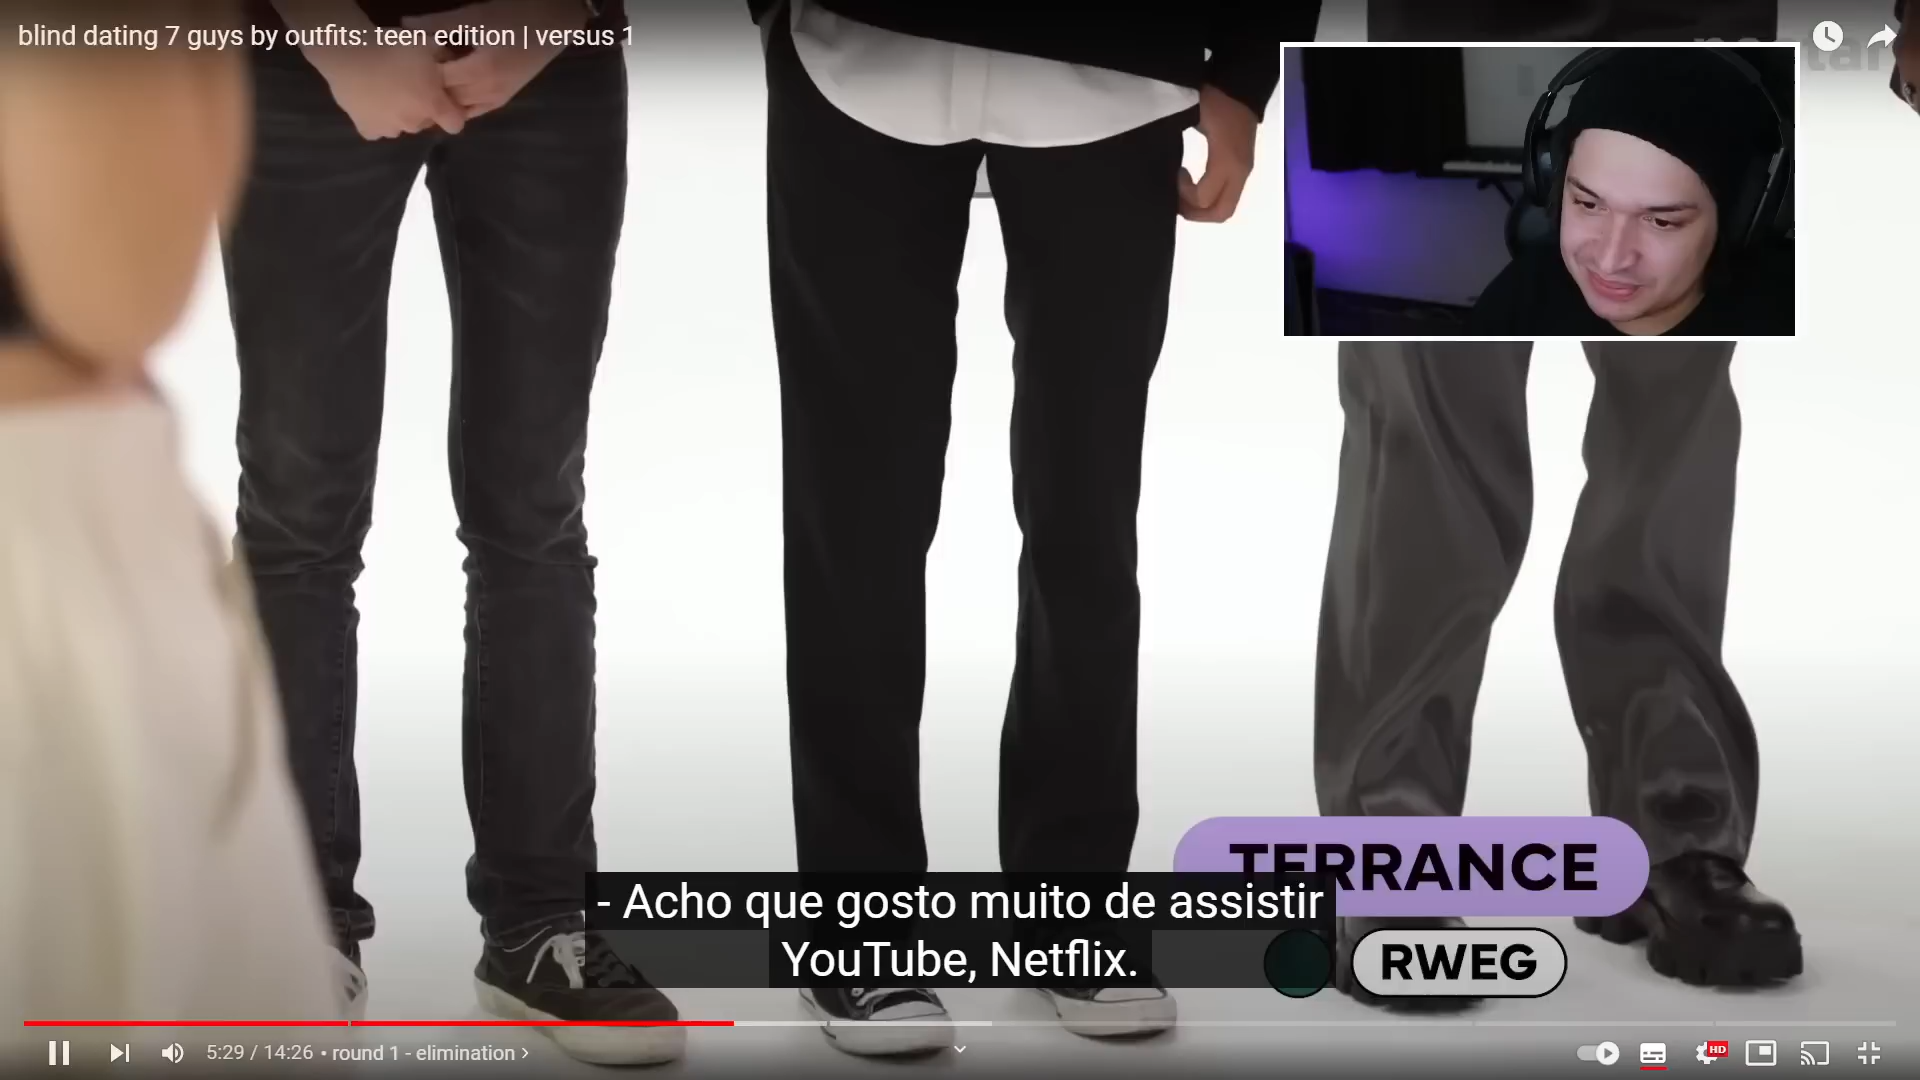 blind dating 7 guys by outfits: teen edition | versus 1
TERRANCE
- Acho que gosto muito de assistir
YouTube, Netflix.
RWEG
5:29 / 14:26 • round 1 - elimination ›
HD